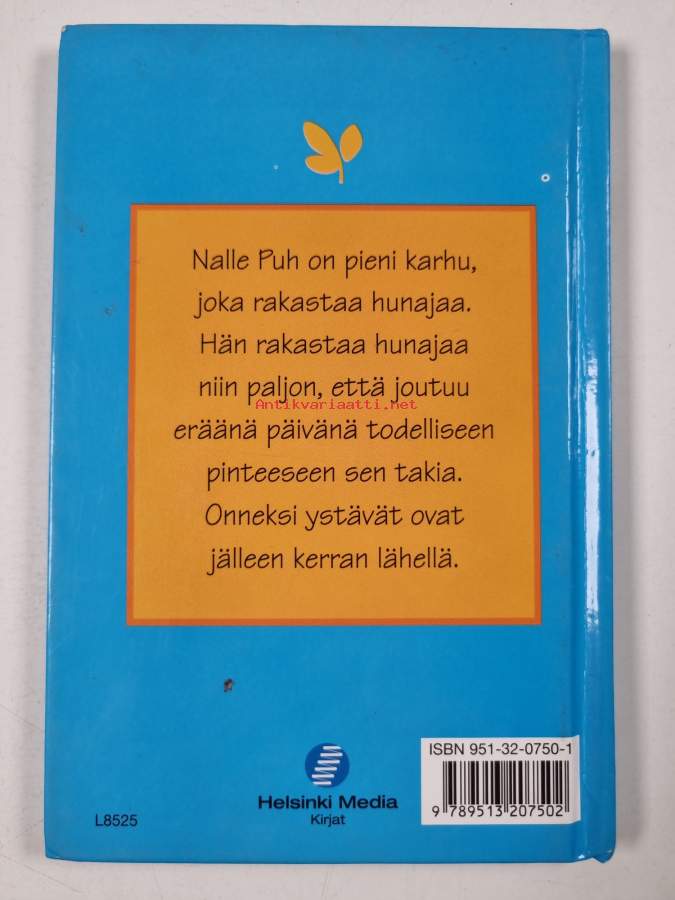 Nalle Puh on pieni karhu,
joka rakastaa hunajaa.
Hän rakastaa hunajaa
niin paljon, että joutuu
Antikvariaatti.net
eräänä päivänä todelliseen
pinteeseen sen takia.
Onneksi ystävät ovat
jälleen kerran lähellä.
ISBN 951-32-0750-1
9 789513 207502
Helsinki Media
Kirjat
L8525